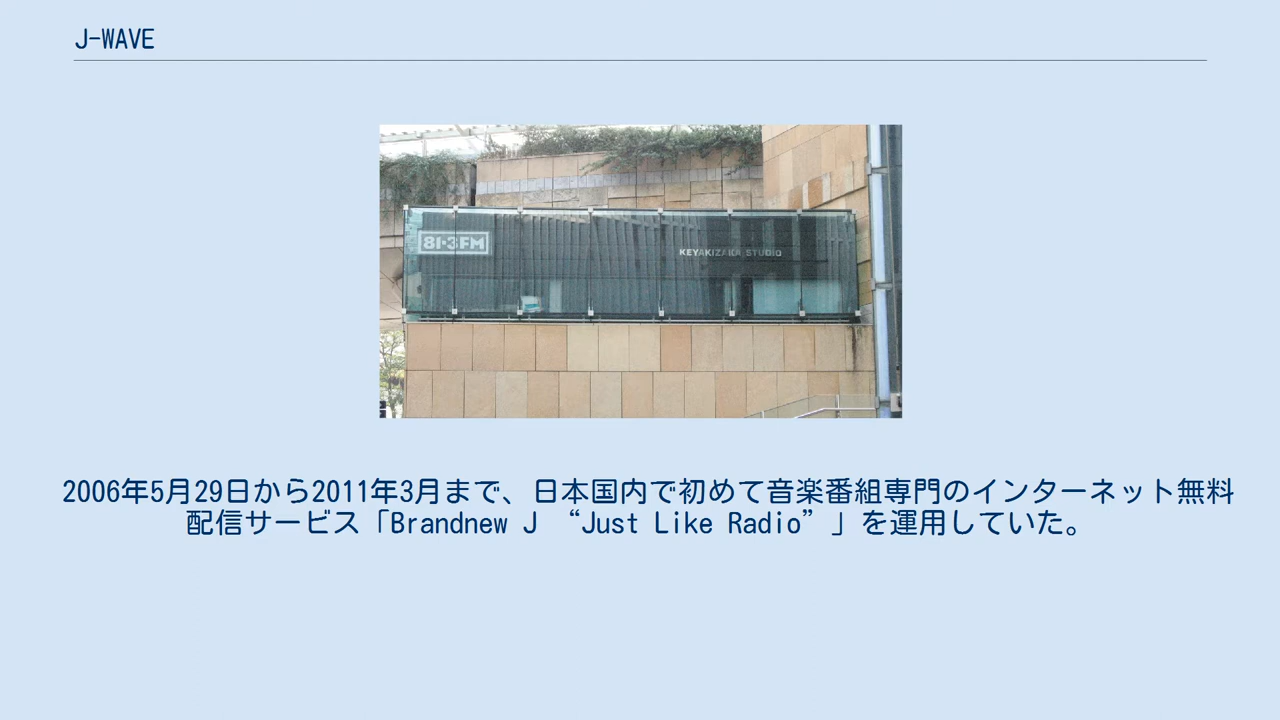 J-WAVE
81.3FM
KEYAKIZAKA STUDIO
2006年5月29日から2011年3月まで、日本国内で初めて音楽番組専門のインターネット無料
配信サービス「Brandnew J “Just Like Radio”」を運用していた。